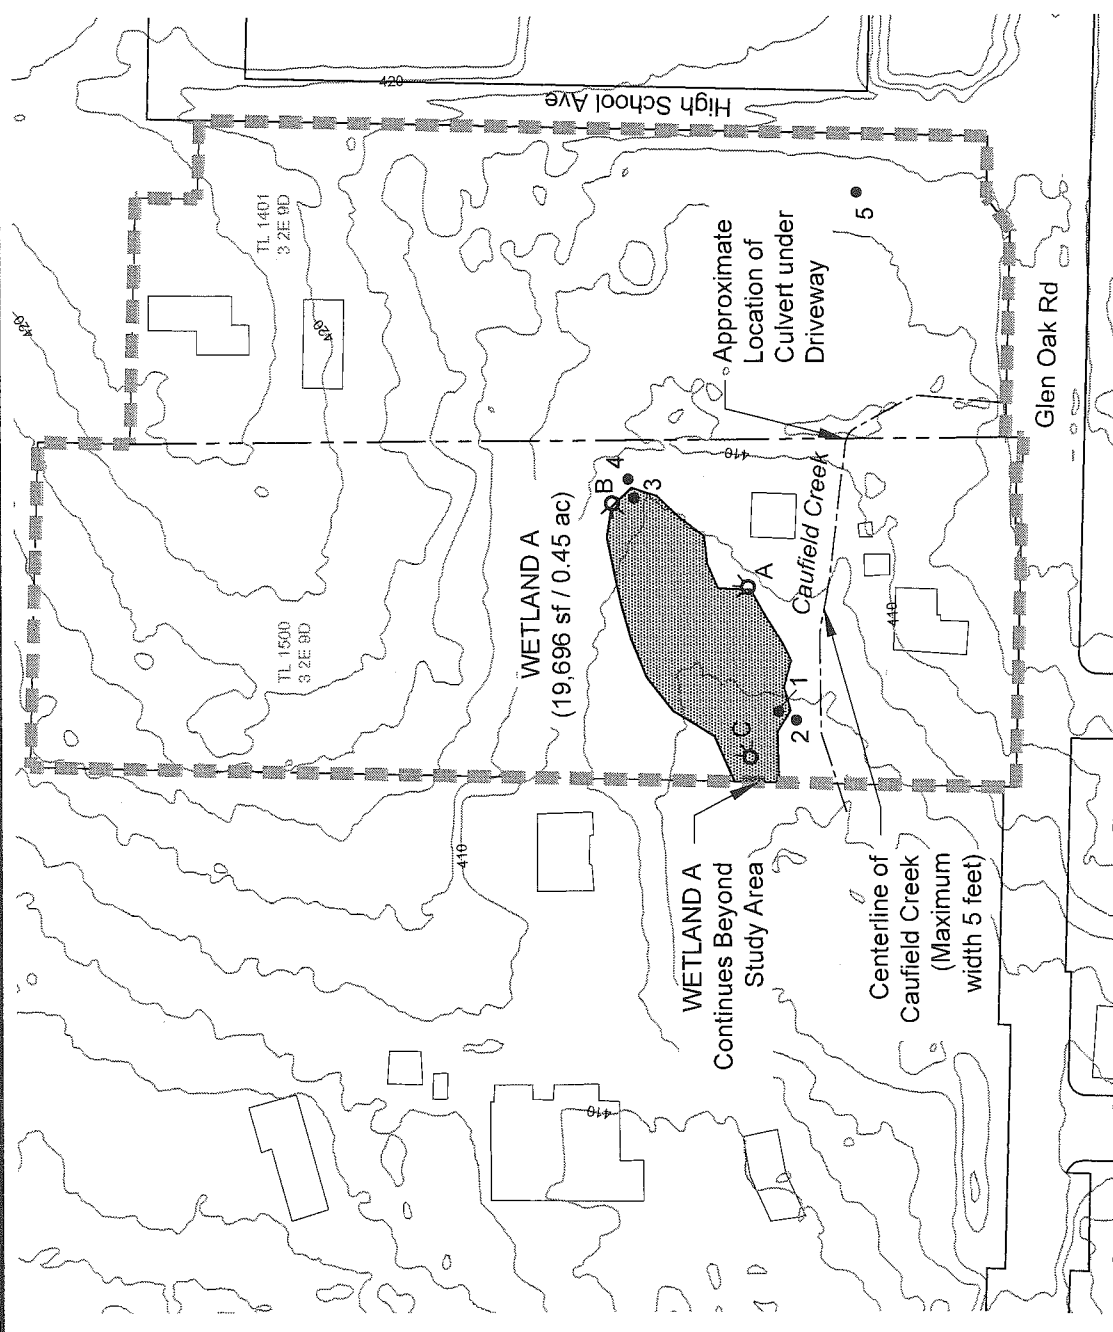 High School Ave
420
TL 1401
3 2E 9D
420
420
Approximate
Location of
Culvert under
Driveway
5
Glen Oak Rd
TL 1500
3 2E 9D
WETLAND A
(19,696 sf / 0.45 ac)
B
4
3
410
A
Caufield Creek
C
1
2
410
410
WETLAND A
Continues Beyond
Study Area
Centerline of
Caufield Creek
(Maximum
width 5 feet)
410